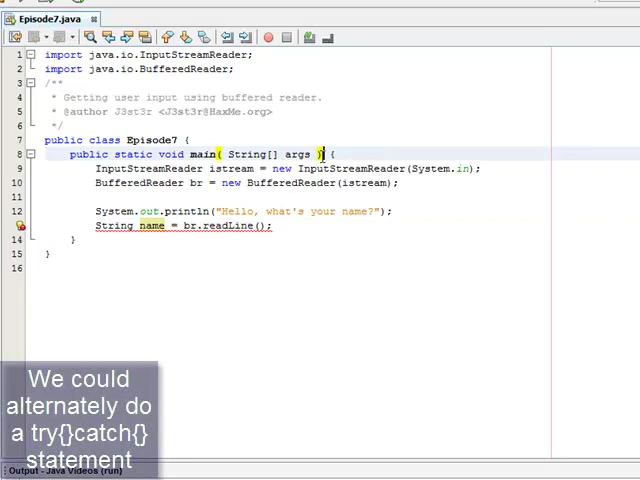 Episode7.java
1 import java.io.InputStreamReader;
2 import java.io.BufferedReader;
3 /**
4 * Getting user input using buffered reader.
5 * @author J3st3r <J3st3r@HaxMe.org>
6 */
7 public class Episode7 {
8 public static void main( String[] args ) {
9 InputStreamReader istream = new InputStreamReader(System.in);
10 BufferedReader br = new BufferedReader(istream);
11
12 System.out.println("Hello, what's your name?");
String name = br.readLine();
14 }
15 }
16
We could
alternately do
a try{}catch{}
statement
Output - Java Videos (run)